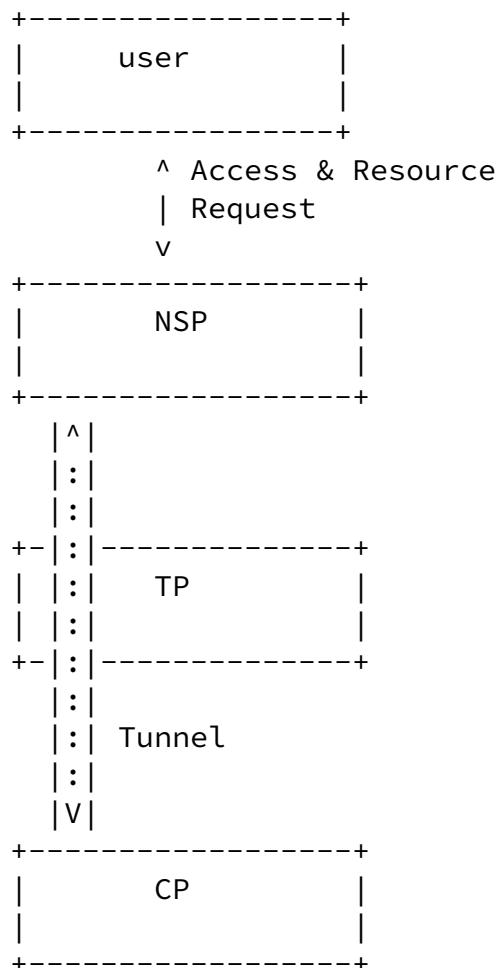 user
^ Access & Resource
| Request
v
NSP
|^|
|:|
|:|
+-|:|--------------+
| |:| TP |
| |:| |
+-|:|--------------+
|:|
|:| Tunnel
|:|
|V|
CP